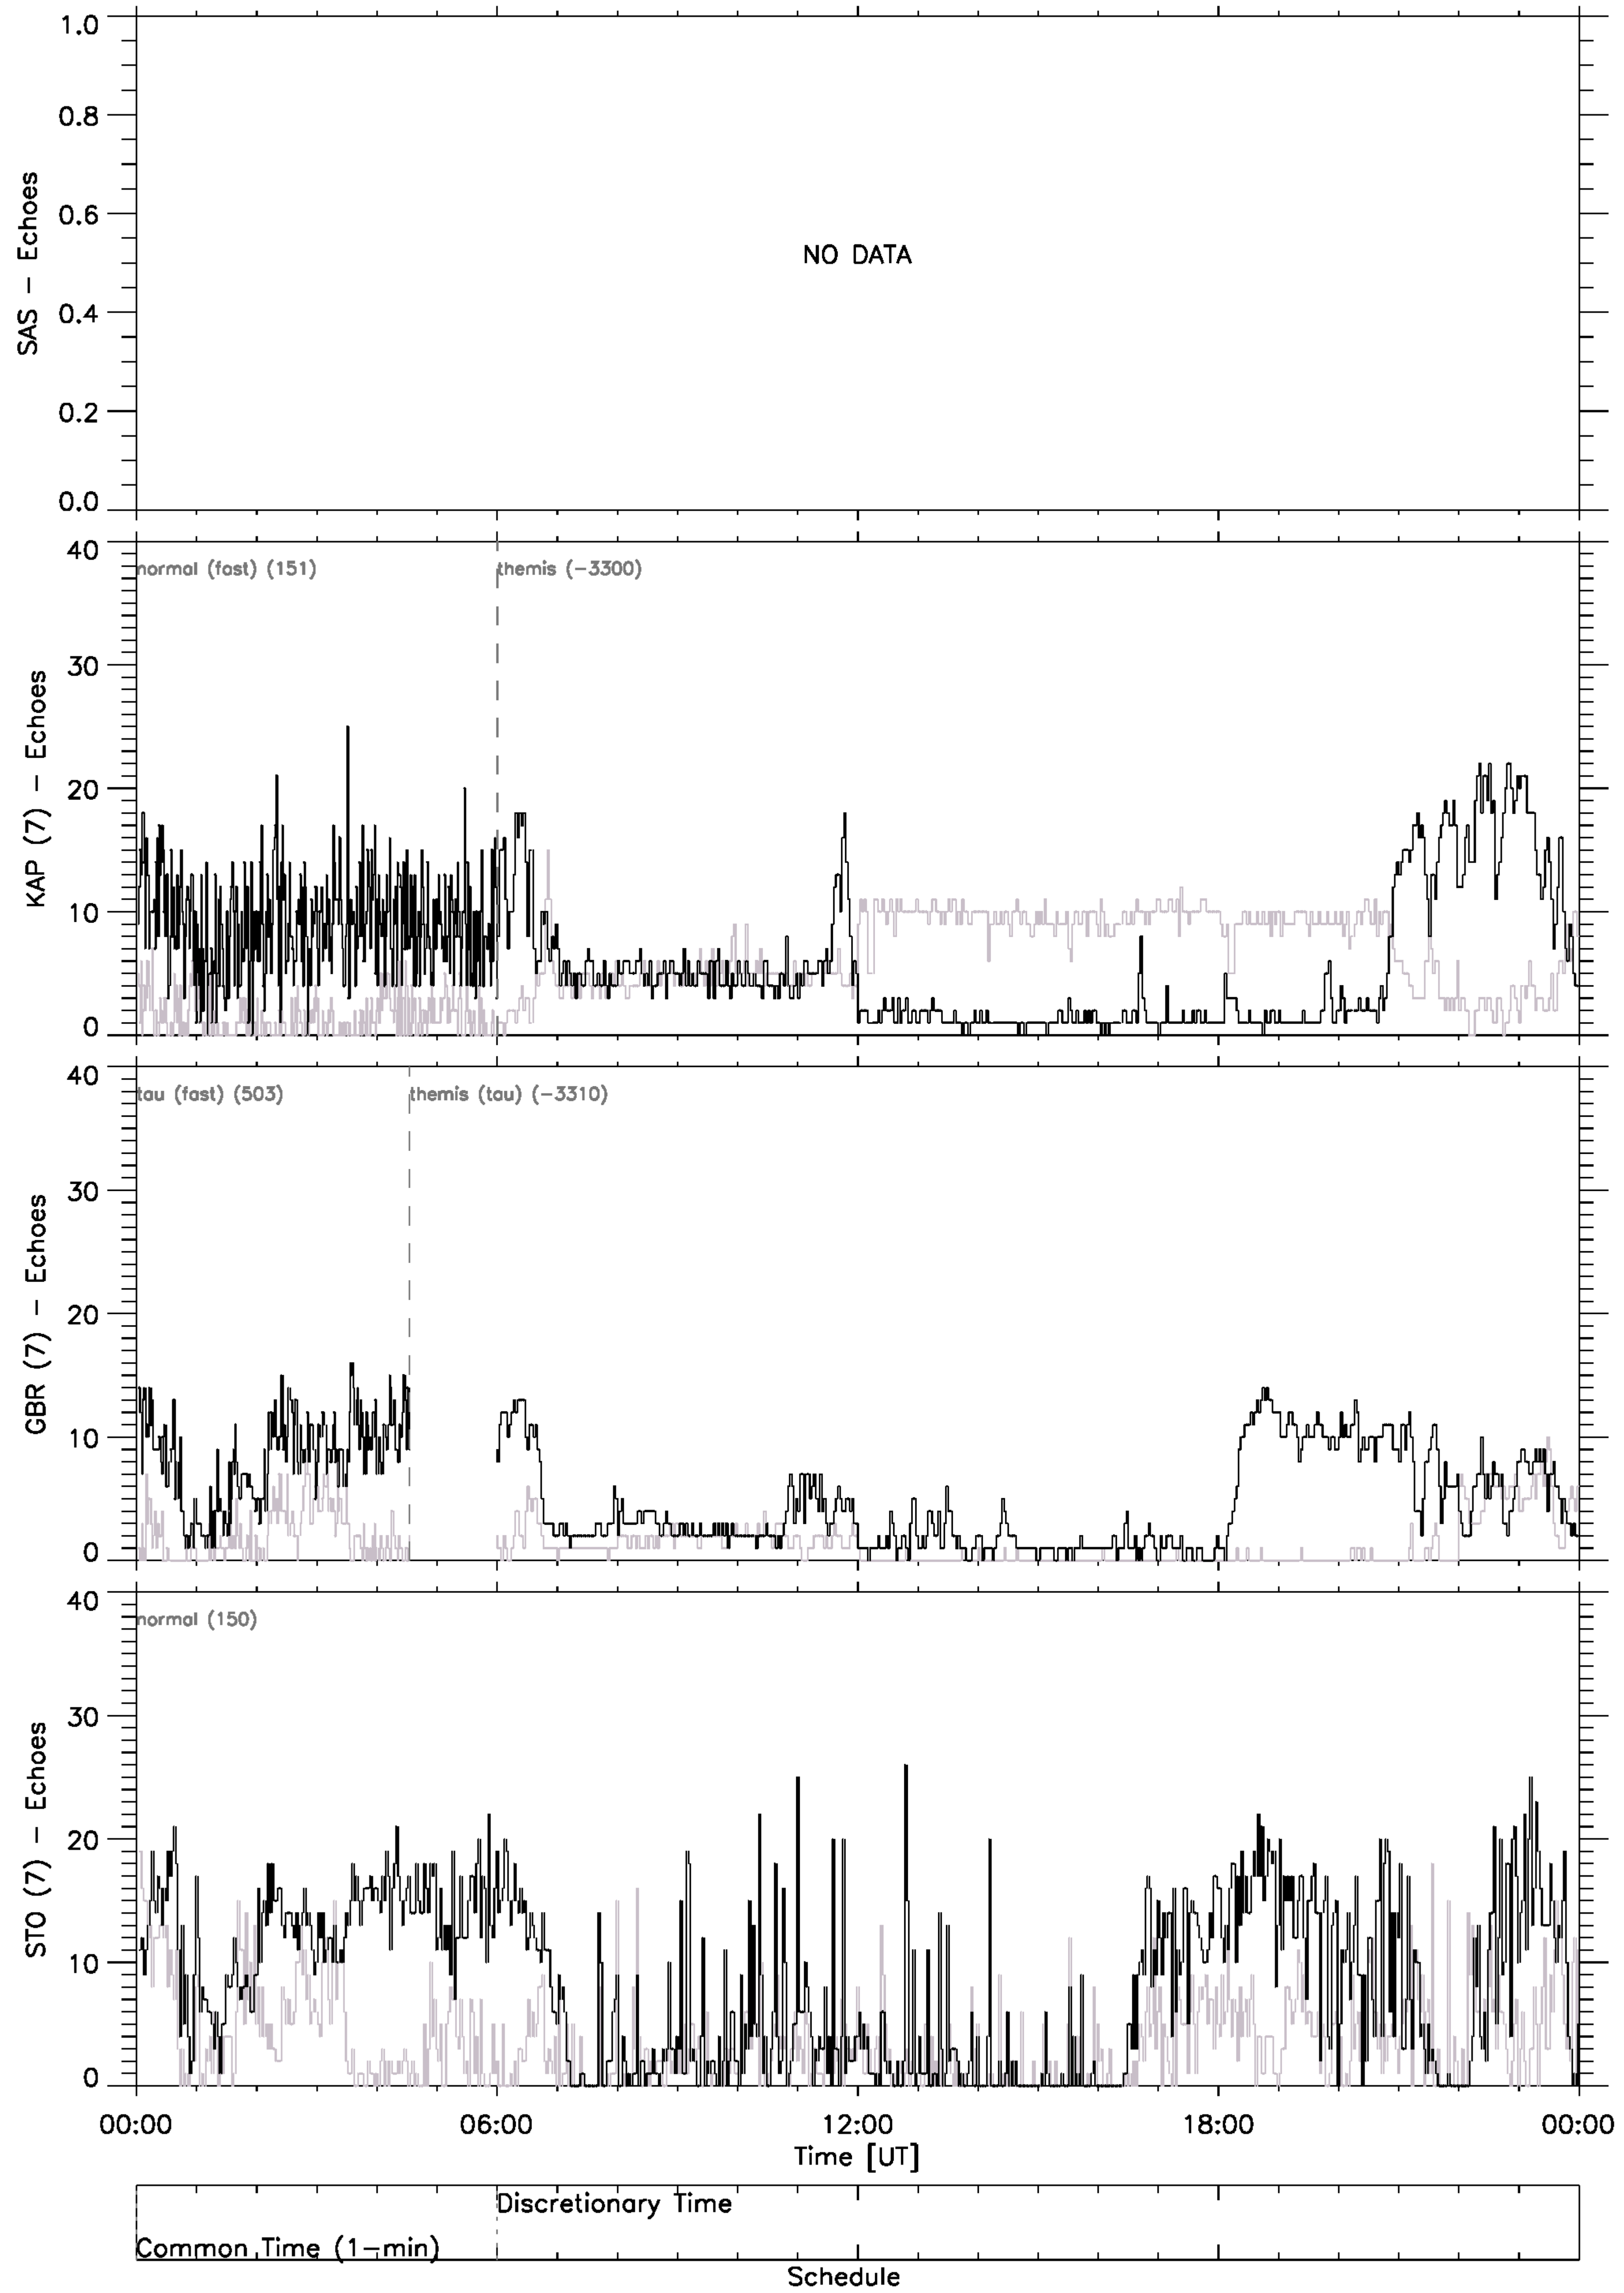 1.0
0.8
0.6
0.4
0.2
0.0
SAS – Echoes
NO DATA
40
30
20
10
0
KAP (7) – Echoes
normal (fast) (151)
themis (−3300)
40
30
20
10
0
GBR (7) – Echoes
tau (fast) (503)
themis (tau) (−3310)
40
30
20
10
0
STO (7) – Echoes
normal (150)
00:00 06:00 12:00 18:00 00:00
Time [UT]
Discretionary Time
Common Time (1−min)
Schedule